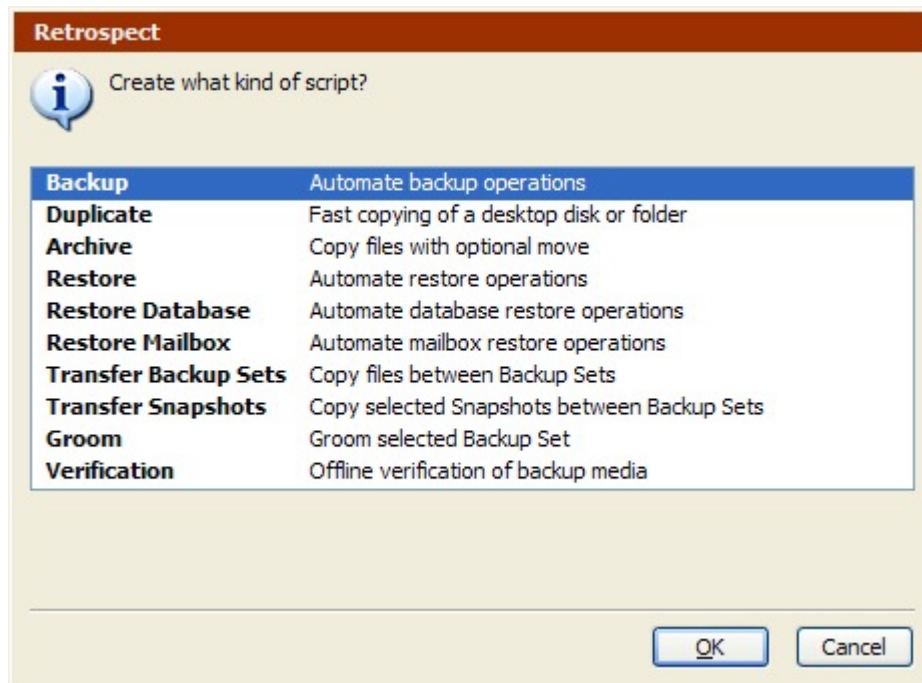 Retrospect
Create what kind of script?
Backup Automate backup operations
Duplicate Fast copying of a desktop disk or folder
Archive Copy files with optional move
Restore Automate restore operations
Restore Database Automate database restore operations
Restore Mailbox Automate mailbox restore operations
Transfer Backup Sets Copy files between Backup Sets
Transfer Snapshots Copy selected Snapshots between Backup Sets
Groom Groom selected Backup Set
Verification Offline verification of backup media
OK Cancel